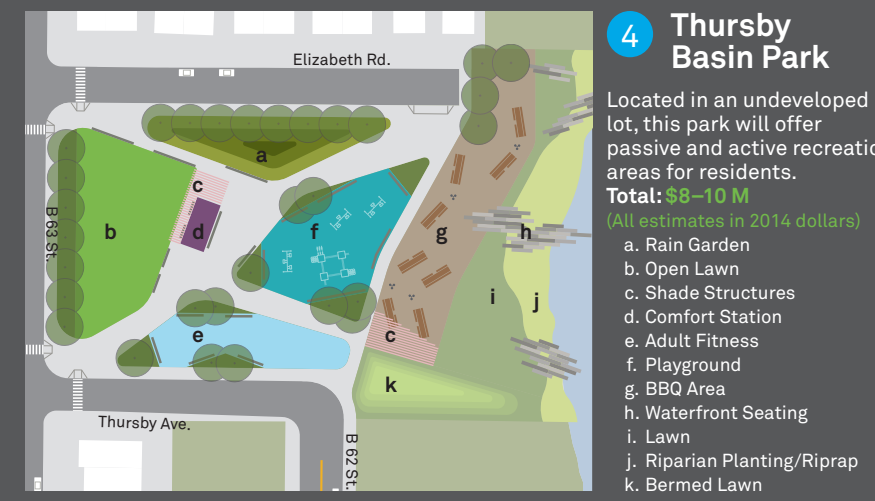 Elizabeth Rd.
a
c
b
d
f
g
h
B 63 St.
i
j
e
c
k
Thursby Ave.
B 62 St.
4
Thursby
Basin Park
Located in an undeveloped
lot, this park will offer
passive and active recreatio
areas for residents.
Total: $8–10 M
(All estimates in 2014 dollars)
a. Rain Garden
b. Open Lawn
c. Shade Structures
d. Comfort Station
e. Adult Fitness
f. Playground
g. BBQ Area
h. Waterfront Seating
i. Lawn
j. Riparian Planting/Riprap
k. Bermed Lawn